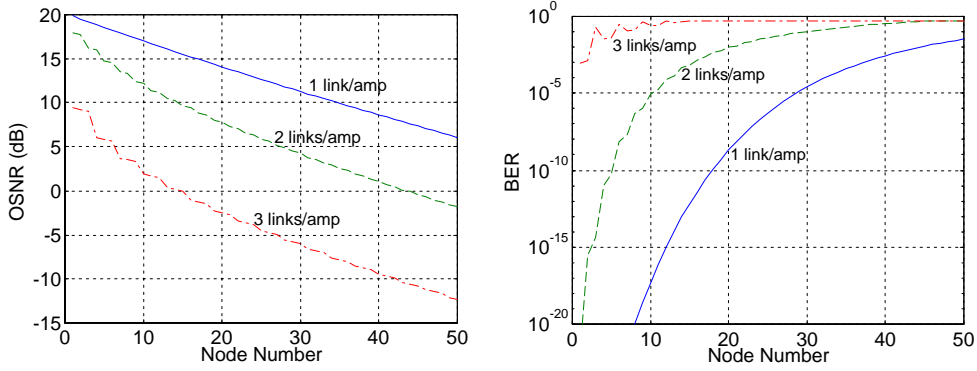 20
15
10
5
0
-5
-10
-15
OSNR (dB)
1 link/amp
2 links/amp
3 links/amp
0
10
20
30
40
50
Node Number
10^0
10^-5
10^-10
10^-15
10^-20
BER
3 links/amp
2 links/amp
1 link/amp
0
10
20
30
40
50
Node Number